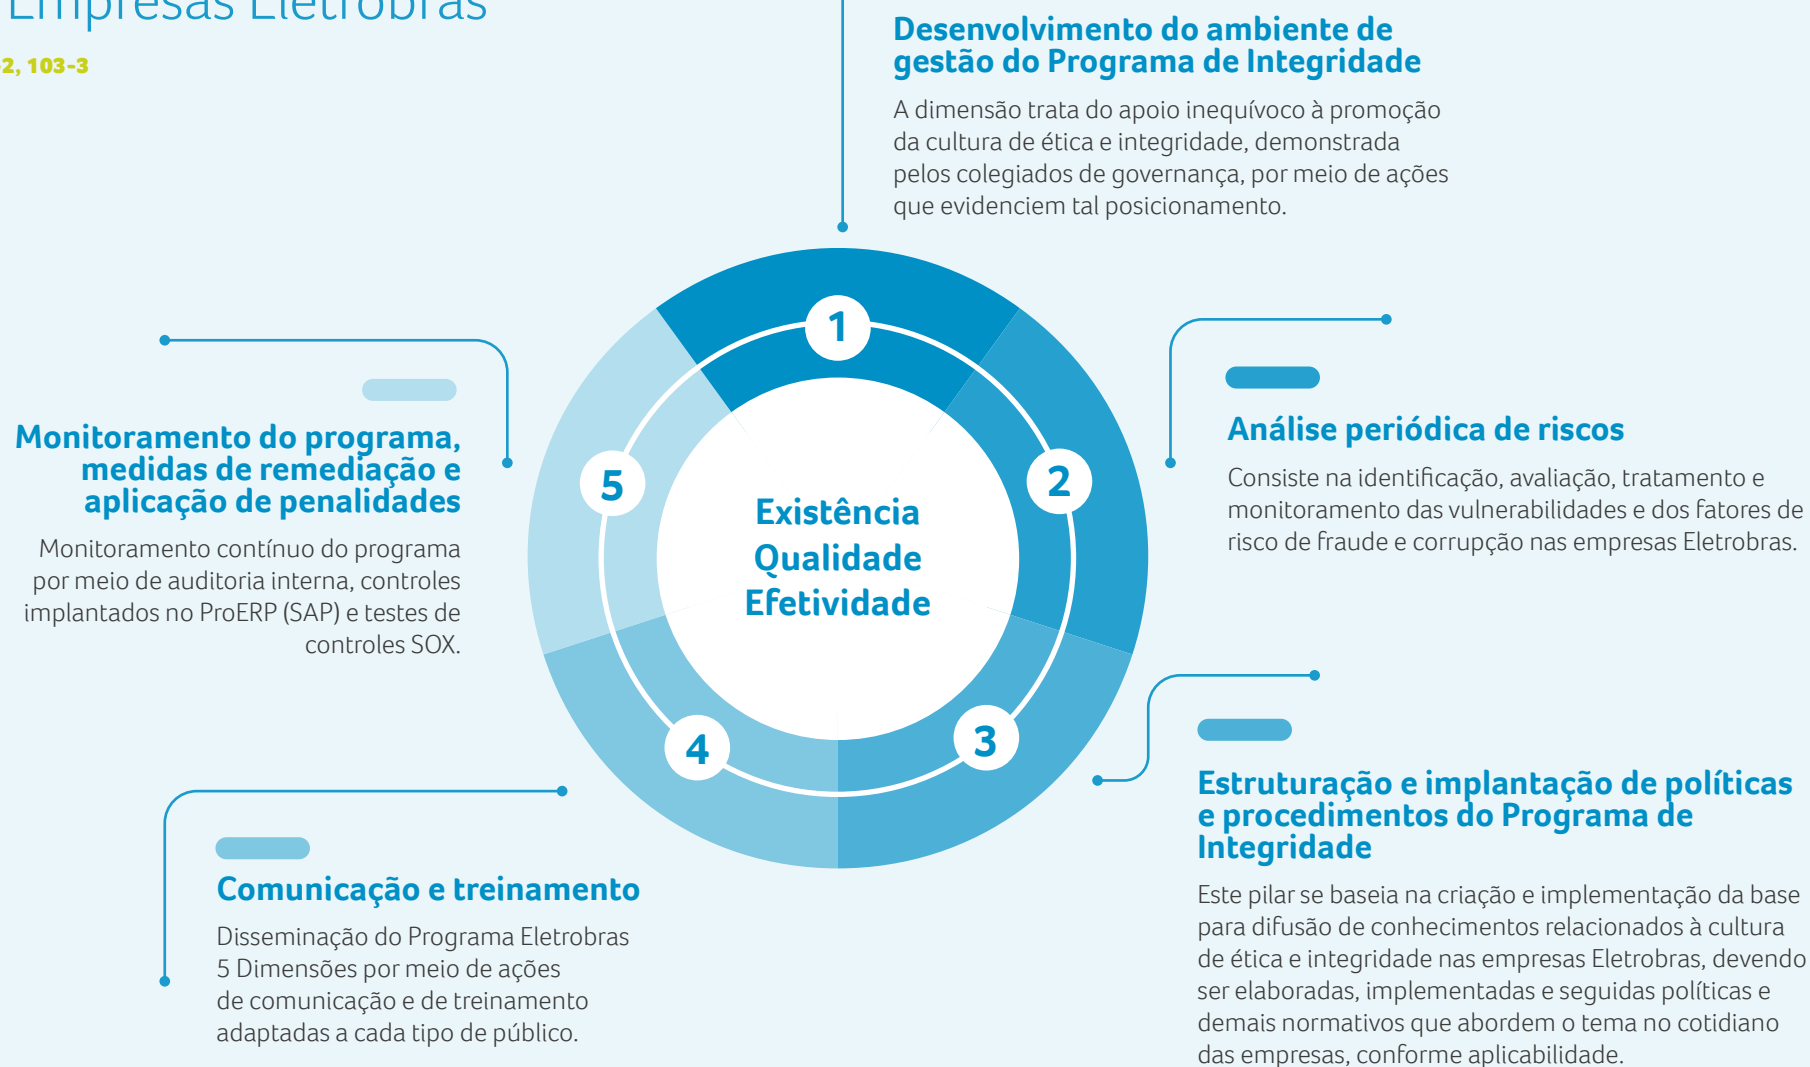 Empresas Eletrobras
2, 103-3
Desenvolvimento do ambiente de
gestão do Programa de Integridade
A dimensão trata do apoio inequívoco à promoção
da cultura de ética e integridade, demonstrada
pelos colegiados de governança, por meio de ações
que evidenciem tal posicionamento.
1
2
3
4
5
Existência
Qualidade
Efetividade
Análise periódica de riscos
Consiste na identificação, avaliação, tratamento e
monitoramento das vulnerabilidades e dos fatores de
risco de fraude e corrupção nas empresas Eletrobras.
Estruturação e implantação de políticas
e procedimentos do Programa de
Integridade
Este pilar se baseia na criação e implementação da base
para difusão de conhecimentos relacionados à cultura
de ética e integridade nas empresas Eletrobras, devendo
ser elaboradas, implementadas e seguidas políticas e
demais normativos que abordem o tema no cotidiano
das empresas, conforme aplicabilidade.
Comunicação e treinamento
Disseminação do Programa Eletrobras
5 Dimensões por meio de ações
de comunicação e de treinamento
adaptadas a cada tipo de público.
Monitoramento do programa,
medidas de remediação e
aplicação de penalidades
Monitoramento contínuo do programa
por meio de auditoria interna, controles
implantados no ProERP (SAP) e testes de
controles SOX.